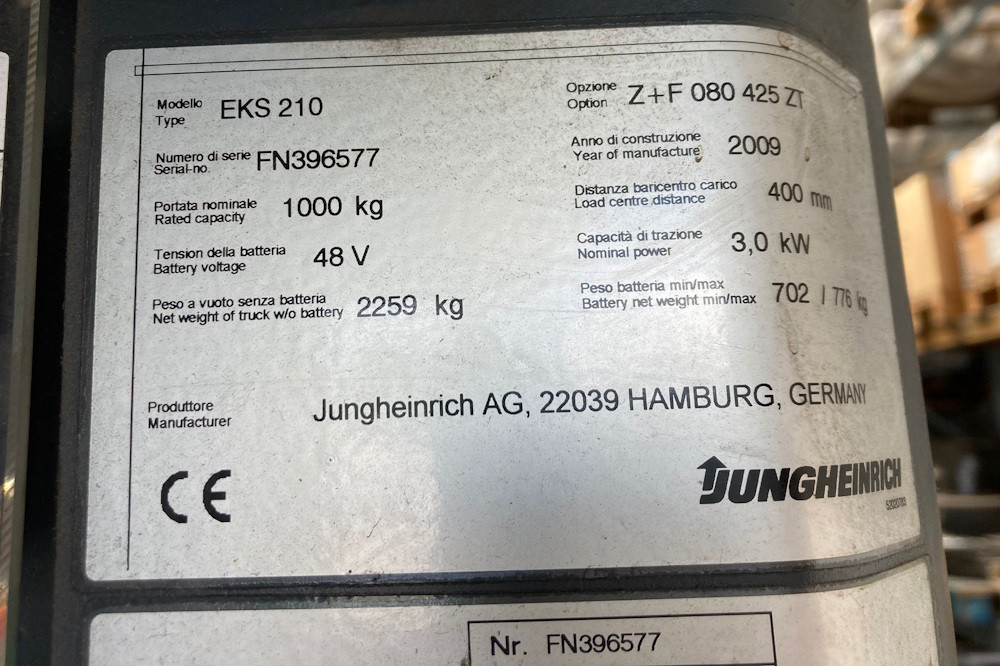 Modello
Type EKS 210
Opzione
Option Z+F 080 425 ZT
Numero di serie
Serial-no. FN396577
Anno di construzione
Year of manufacture 2009
Portata nominale
Rated capacity 1000 kg
Distanza baricentro carico
Load centre distance 400 mm
Tension della batteria
Battery voltage 48 V
Capacità di trazione
Nominal power 3,0 kW
Peso a vuoto senza batteria
Net weight of truck w/o battery 2259 kg
Peso batteria min/max
Battery net weight min/max 702 / 776 kg
Produttore
Manufacturer
Jungheinrich AG, 22039 HAMBURG, GERMANY
CE
JUNGHEINRICH
Nr. FN396577